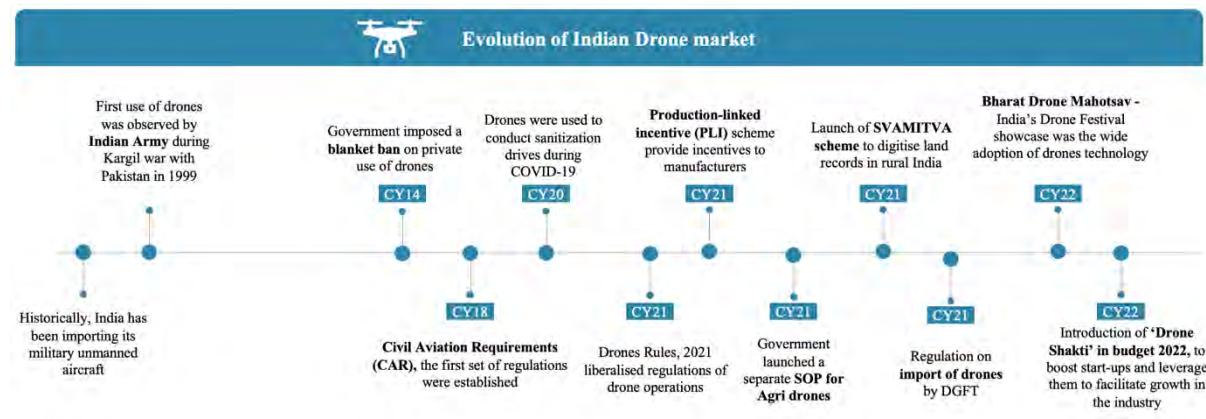 Evolution of Indian Drone market
First use of drones
was observed by
Indian Army during
Kargil war with
Pakistan in 1999
Historically, India has
been importing its
military unmanned
aircraft
Government imposed a
blanket ban on private
use of drones
CY14
CY18
Civil Aviation Requirements
(CAR), the first set of regulations
were established
Drones were used to
conduct sanitization
drives during
COVID-19
CY20
CY21
Drones Rules, 2021
liberalised regulations of
drone operations
Production-linked
incentive (PLI) scheme
provide incentives to
manufacturers
CY21
CY21
Government
launched a
separate SOP for
Agri drones
Launch of SVAMITVA
scheme to digitise land
records in rural India
CY21
CY21
Regulation on
import of drones
by DGFT
Bharat Drone Mahotsav -
India's Drone Festival
showcase was the wide
adoption of drones technology
CY22
CY22
Introduction of ‘Drone
Shakti’ in budget 2022, to
boost start-ups and leverage
them to facilitate growth in
the industry